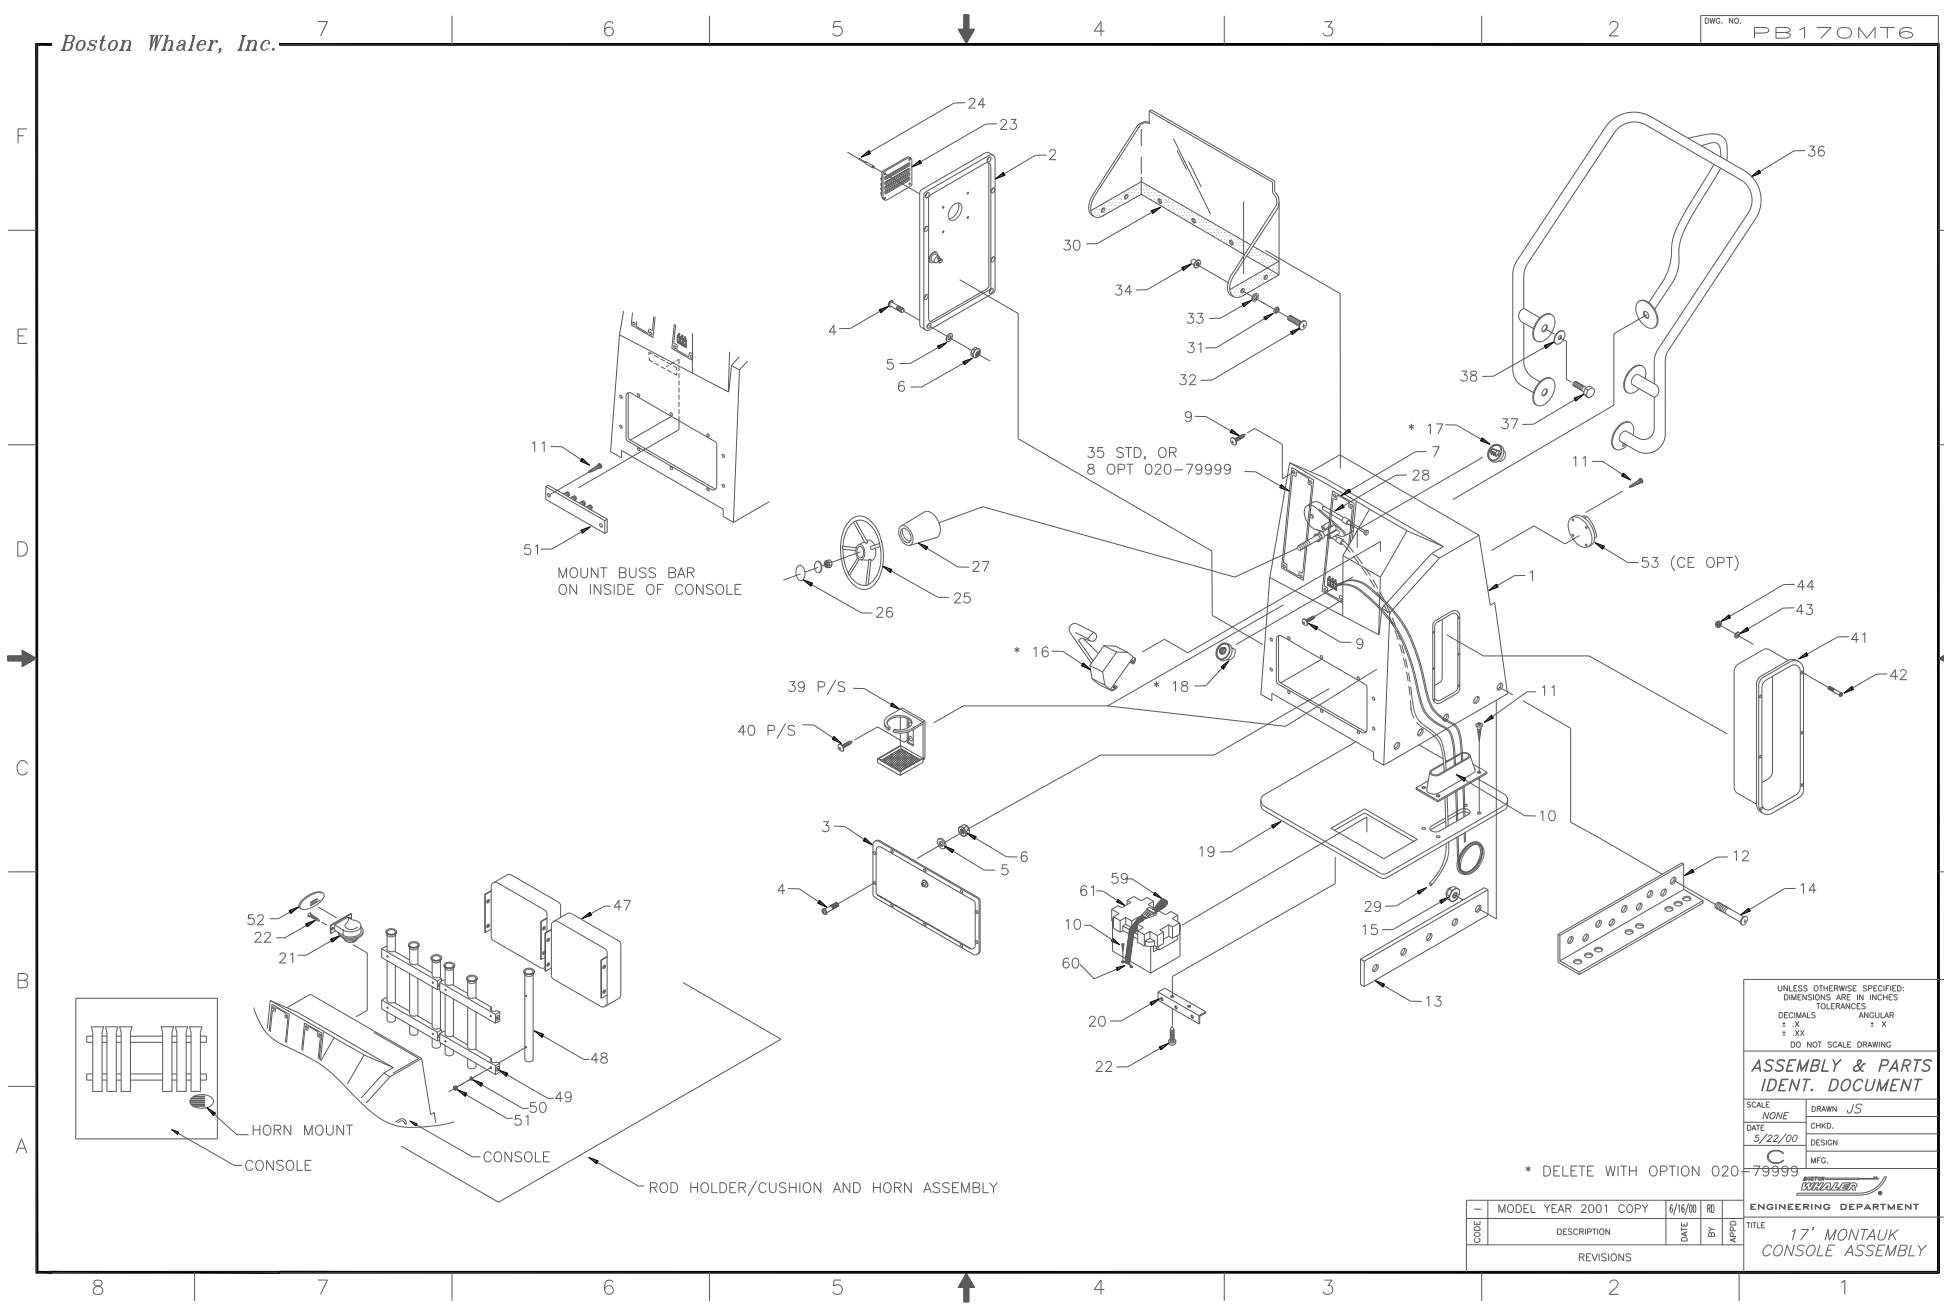 7
6
5
4
3
2
DWG. NO.
PB170MT6
Boston Whaler, Inc.
F
E
D
C
B
A
24
23
2
36
30
34
33
31
32
4
5
6
38
37
9
* 17
7
28
35 STD, OR
8 OPT 020-79999
11
11
51
MOUNT BUSS BAR
ON INSIDE OF CONSOLE
27
25
26
53 (CE OPT)
1
44
43
41
42
* 16
9
* 18
39 P/S
40 P/S
11
10
3
6
5
4
19
12
14
59
61
10
60
29
15
13
20
22
52
22
21
47
48
49
50
51
HORN MOUNT
CONSOLE
CONSOLE
ROD HOLDER/CUSHION AND HORN ASSEMBLY
* DELETE WITH OPTION 020-79999
UNLESS OTHERWISE SPECIFIED:
DIMENSIONS ARE IN INCHES
TOLERANCES
DECIMALS ANGULAR
± .X ± X
± .XX
DO NOT SCALE DRAWING
ASSEMBLY & PARTS
IDENT. DOCUMENT
SCALE
NONE
DRAWN JS
DATE
5/22/00
CHKD.
DESIGN
C
MFG.
BOSTON
WHALER
ENGINEERING DEPARTMENT
TITLE
17' MONTAUK
CONSOLE ASSEMBLY
– MODEL YEAR 2001 COPY 6/16/00 RD
CODE DESCRIPTION DATE BY APPD
REVISIONS
8
7
6
5
4
3
2
1